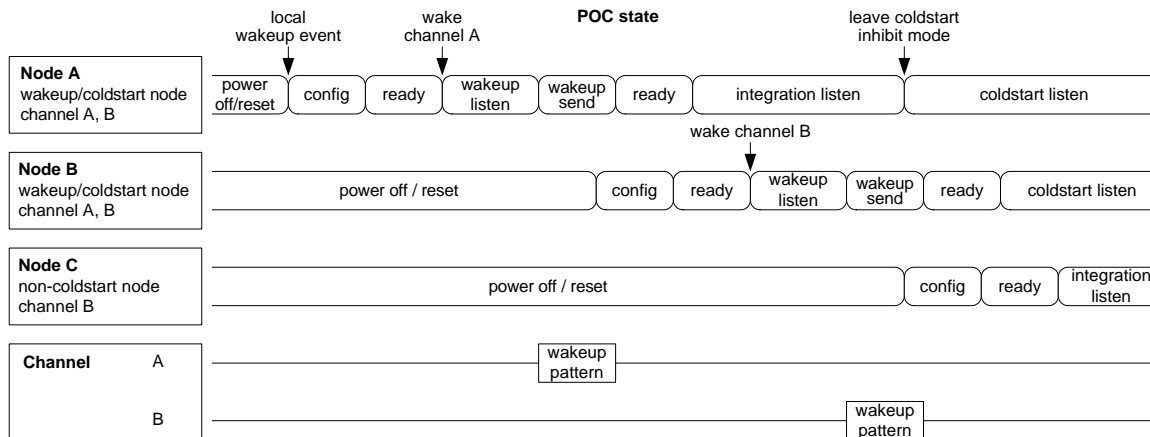 local
wakeup event
wake
channel A
POC state
leave coldstart
inhibit mode
Node A
wakeup/coldstart node
channel A, B
power
off/reset
config
ready
wakeup
listen
wakeup
send
ready
integration listen
coldstart listen
wake channel B
Node B
wakeup/coldstart node
channel A, B
power off / reset
config
ready
wakeup
listen
wakeup
send
ready
coldstart listen
Node C
non-coldstart node
channel B
power off / reset
config
ready
integration
listen
Channel A
wakeup
pattern
B
wakeup
pattern